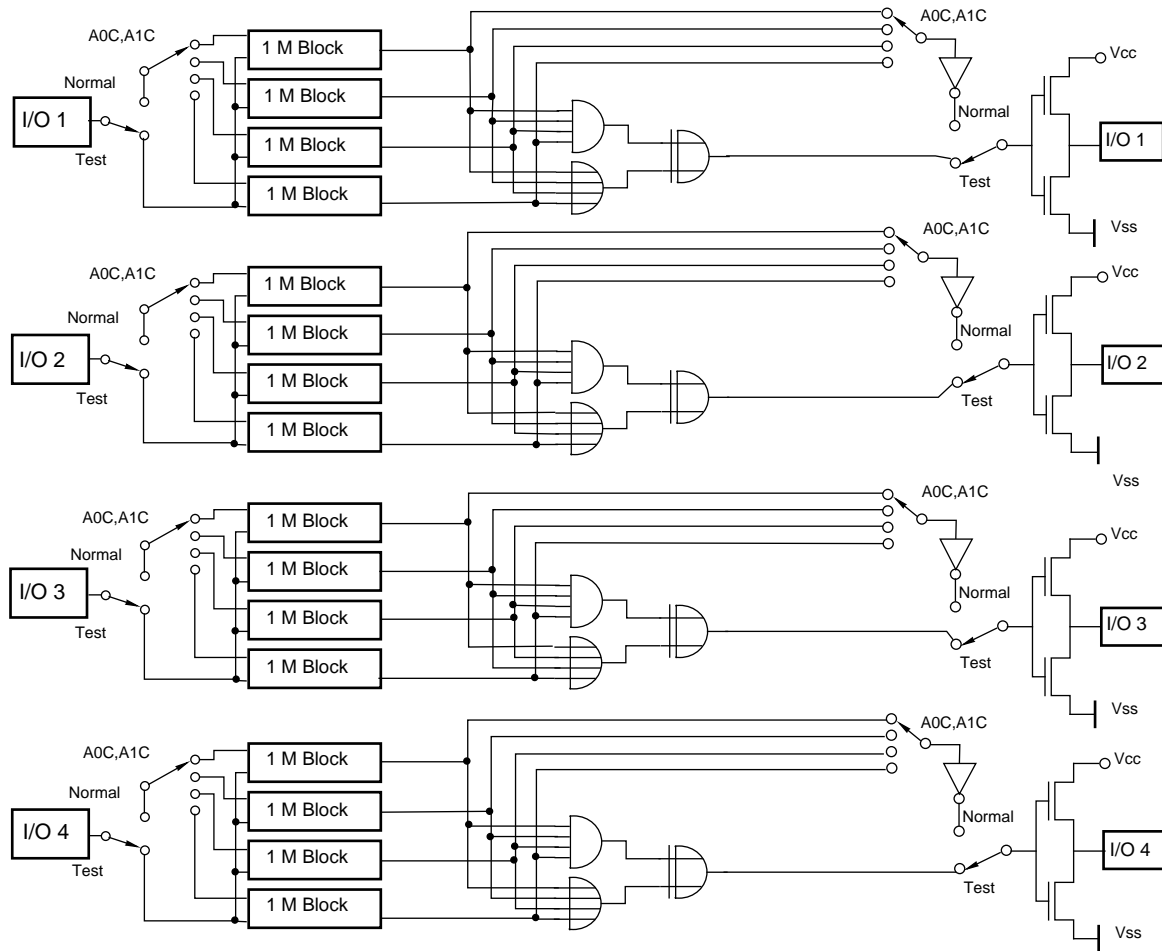 A0C,A1C
1 M Block
A0C,A1C
Vcc
Normal
1 M Block
I/O 1
Normal
1 M Block
I/O 1
Test
Test
1 M Block
Vss
A0C,A1C
A0C,A1C
1 M Block
Vcc
Normal
1 M Block
Normal
I/O 2
1 M Block
I/O 2
Test
Test
1 M Block
Vss
A0C,A1C
A0C,A1C
1 M Block
Vcc
Normal
1 M Block
I/O 3
Normal
1 M Block
I/O 3
Test
Test
1 M Block
Vss
A0C,A1C
A0C,A1C
1 M Block
Vcc
Normal
1 M Block
Normal
I/O 4
1 M Block
I/O 4
Test
Test
1 M Block
Vss